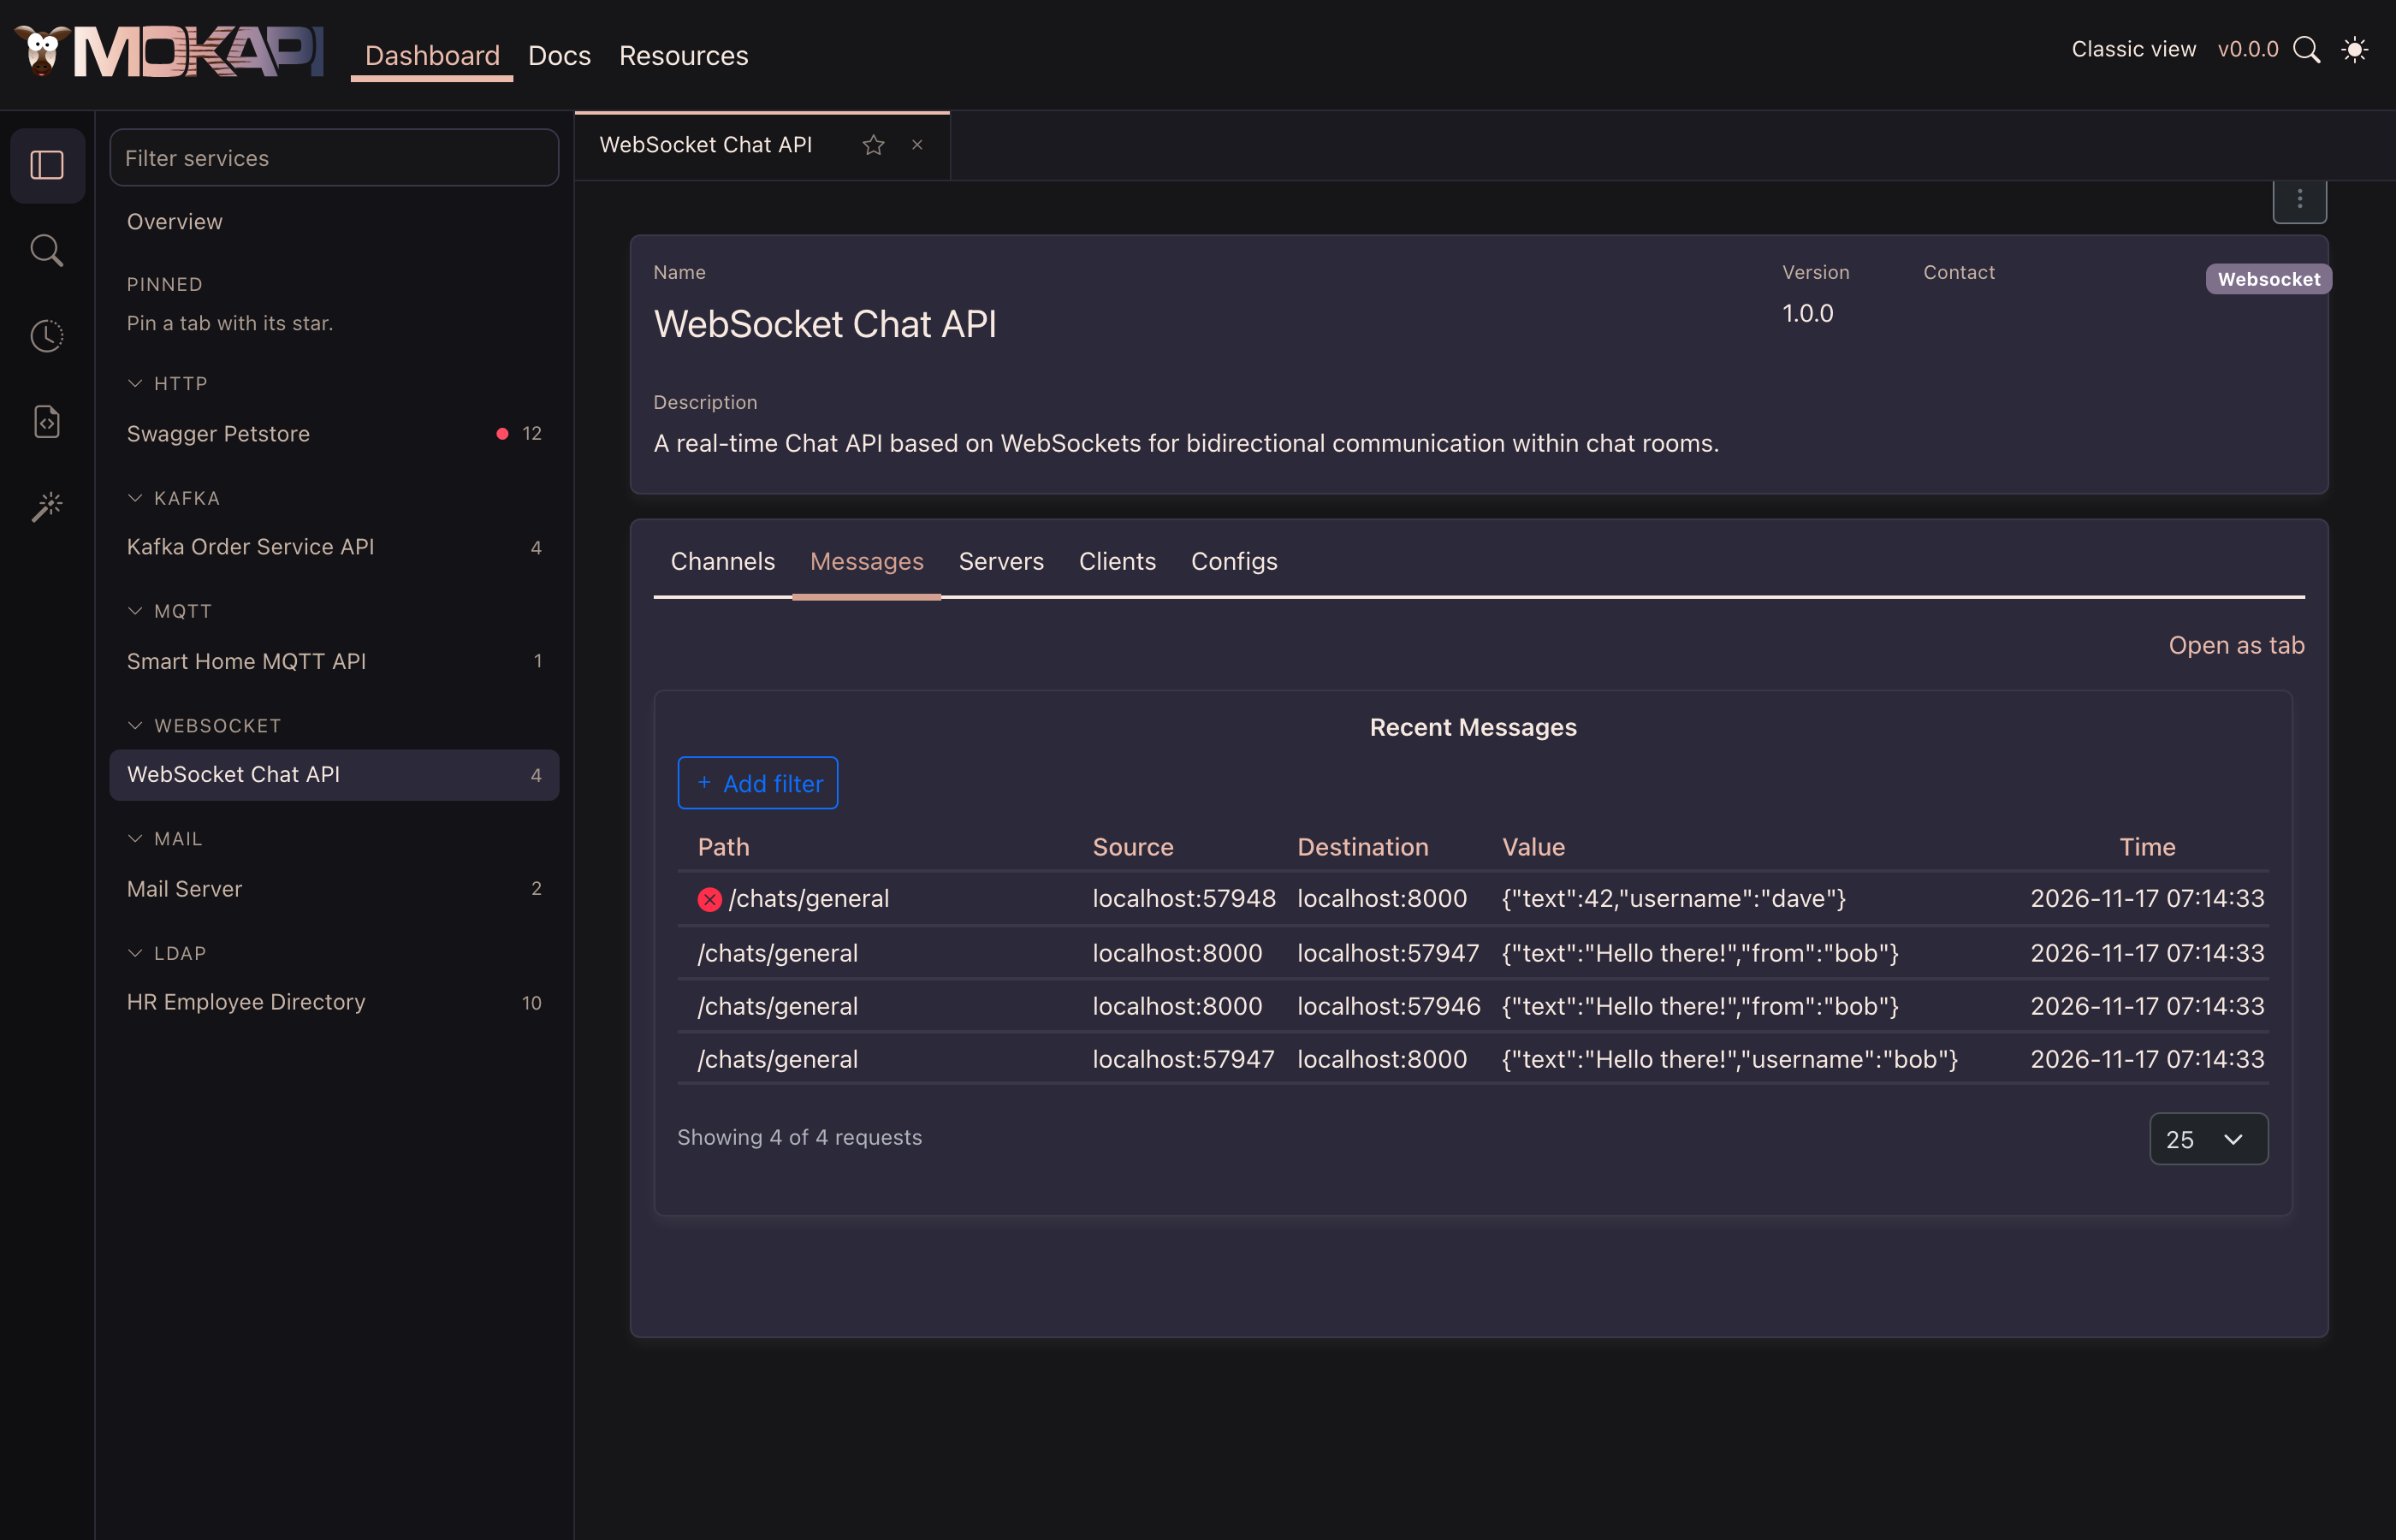 MOKAPI
Dashboard Docs Resources
Classic view v0.0.0
Filter services
Overview
PINNED
Pin a tab with its star.
HTTP
Swagger Petstore 12
KAFKA
Kafka Order Service API 4
MQTT
Smart Home MQTT API 1
WEBSOCKET
WebSocket Chat API 4
MAIL
Mail Server 2
LDAP
HR Employee Directory 10
WebSocket Chat API
Name Version Contact Websocket
WebSocket Chat API 1.0.0
Description
A real-time Chat API based on WebSockets for bidirectional communication within chat rooms.
Channels Messages Servers Clients Configs
Open as tab
Recent Messages
+ Add filter
Path Source Destination Value Time
/chats/general localhost:57948 localhost:8000 {"text":42,"username":"dave"} 2026-11-17 07:14:33
/chats/general localhost:8000 localhost:57947 {"text":"Hello there!","from":"bob"} 2026-11-17 07:14:33
/chats/general localhost:8000 localhost:57946 {"text":"Hello there!","from":"bob"} 2026-11-17 07:14:33
/chats/general localhost:57947 localhost:8000 {"text":"Hello there!","username":"bob"} 2026-11-17 07:14:33
Showing 4 of 4 requests
25